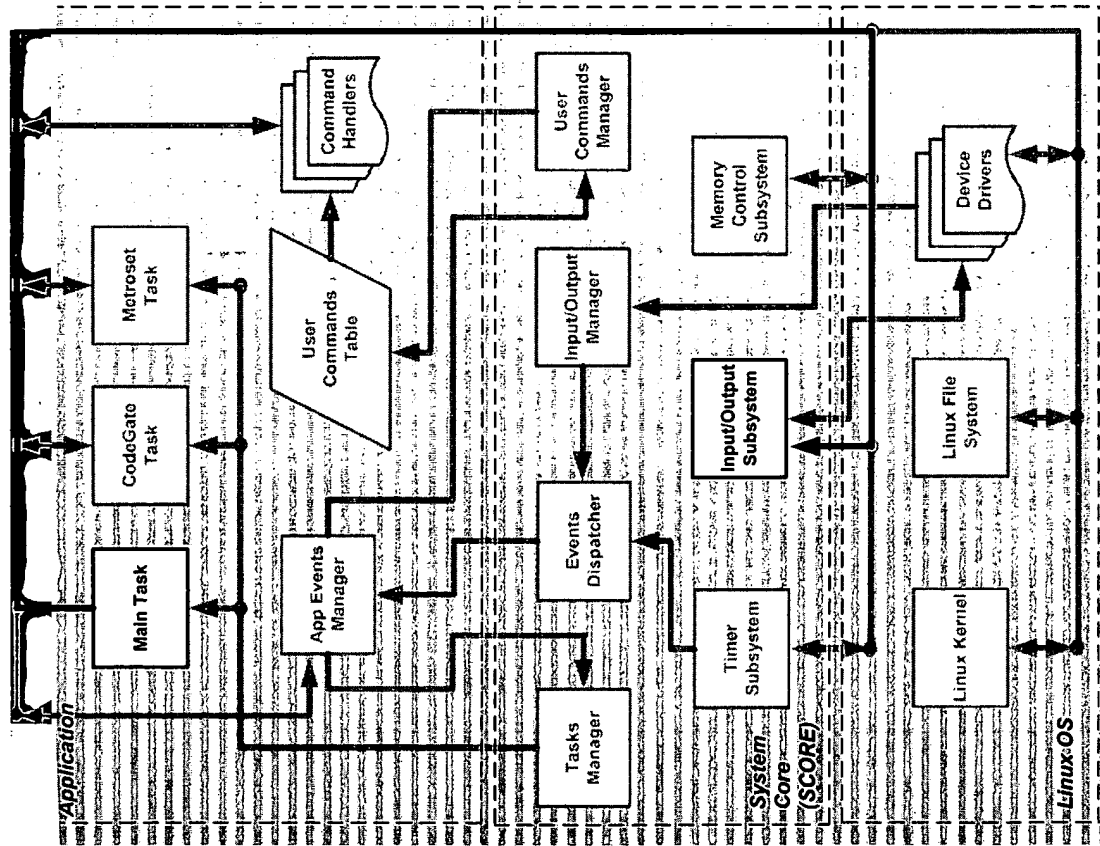 Application
Main Task
CodeGate
Task
Metroset
Task
App Events
Manager
User
Commands
Table
Command
Handlers
System
Core
(SCORE)
Tasks
Manager
Events
Dispatcher
Input/Output
Manager
User
Commands
Manager
Timer
Subsystem
Input/Output
Subsystem
Memory
Control
Subsystem
Linux OS
Linux Kernel
Linux File
System
Device
Drivers